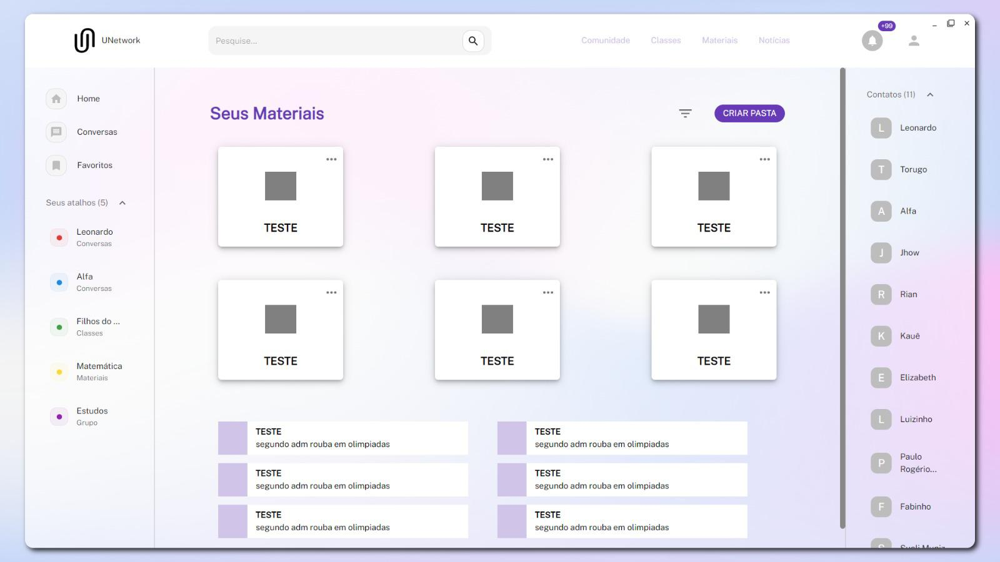 UNetwork
Pesquise...
Comunidade
Classes
Materiais
Notícias
+99
Home
Conversas
Favoritos
Seus atalhos (5)
Leonardo
Conversas
Alfa
Conversas
Filhos do ...
Classes
Matemática
Materiais
Estudos
Grupo
Seus Materiais
CRIAR PASTA
TESTE
TESTE
TESTE
TESTE
TESTE
TESTE
TESTE
segundo adm rouba em olimpiadas
TESTE
segundo adm rouba em olimpiadas
TESTE
segundo adm rouba em olimpiadas
TESTE
segundo adm rouba em olimpiadas
TESTE
segundo adm rouba em olimpiadas
TESTE
segundo adm rouba em olimpiadas
Contatos (11)
L Leonardo
T Torugo
A Alfa
J Jhow
R Rian
K Kauê
E Elizabeth
L Luizinho
P Paulo
Rogério...
F Fabinho
S Sueli Muniz